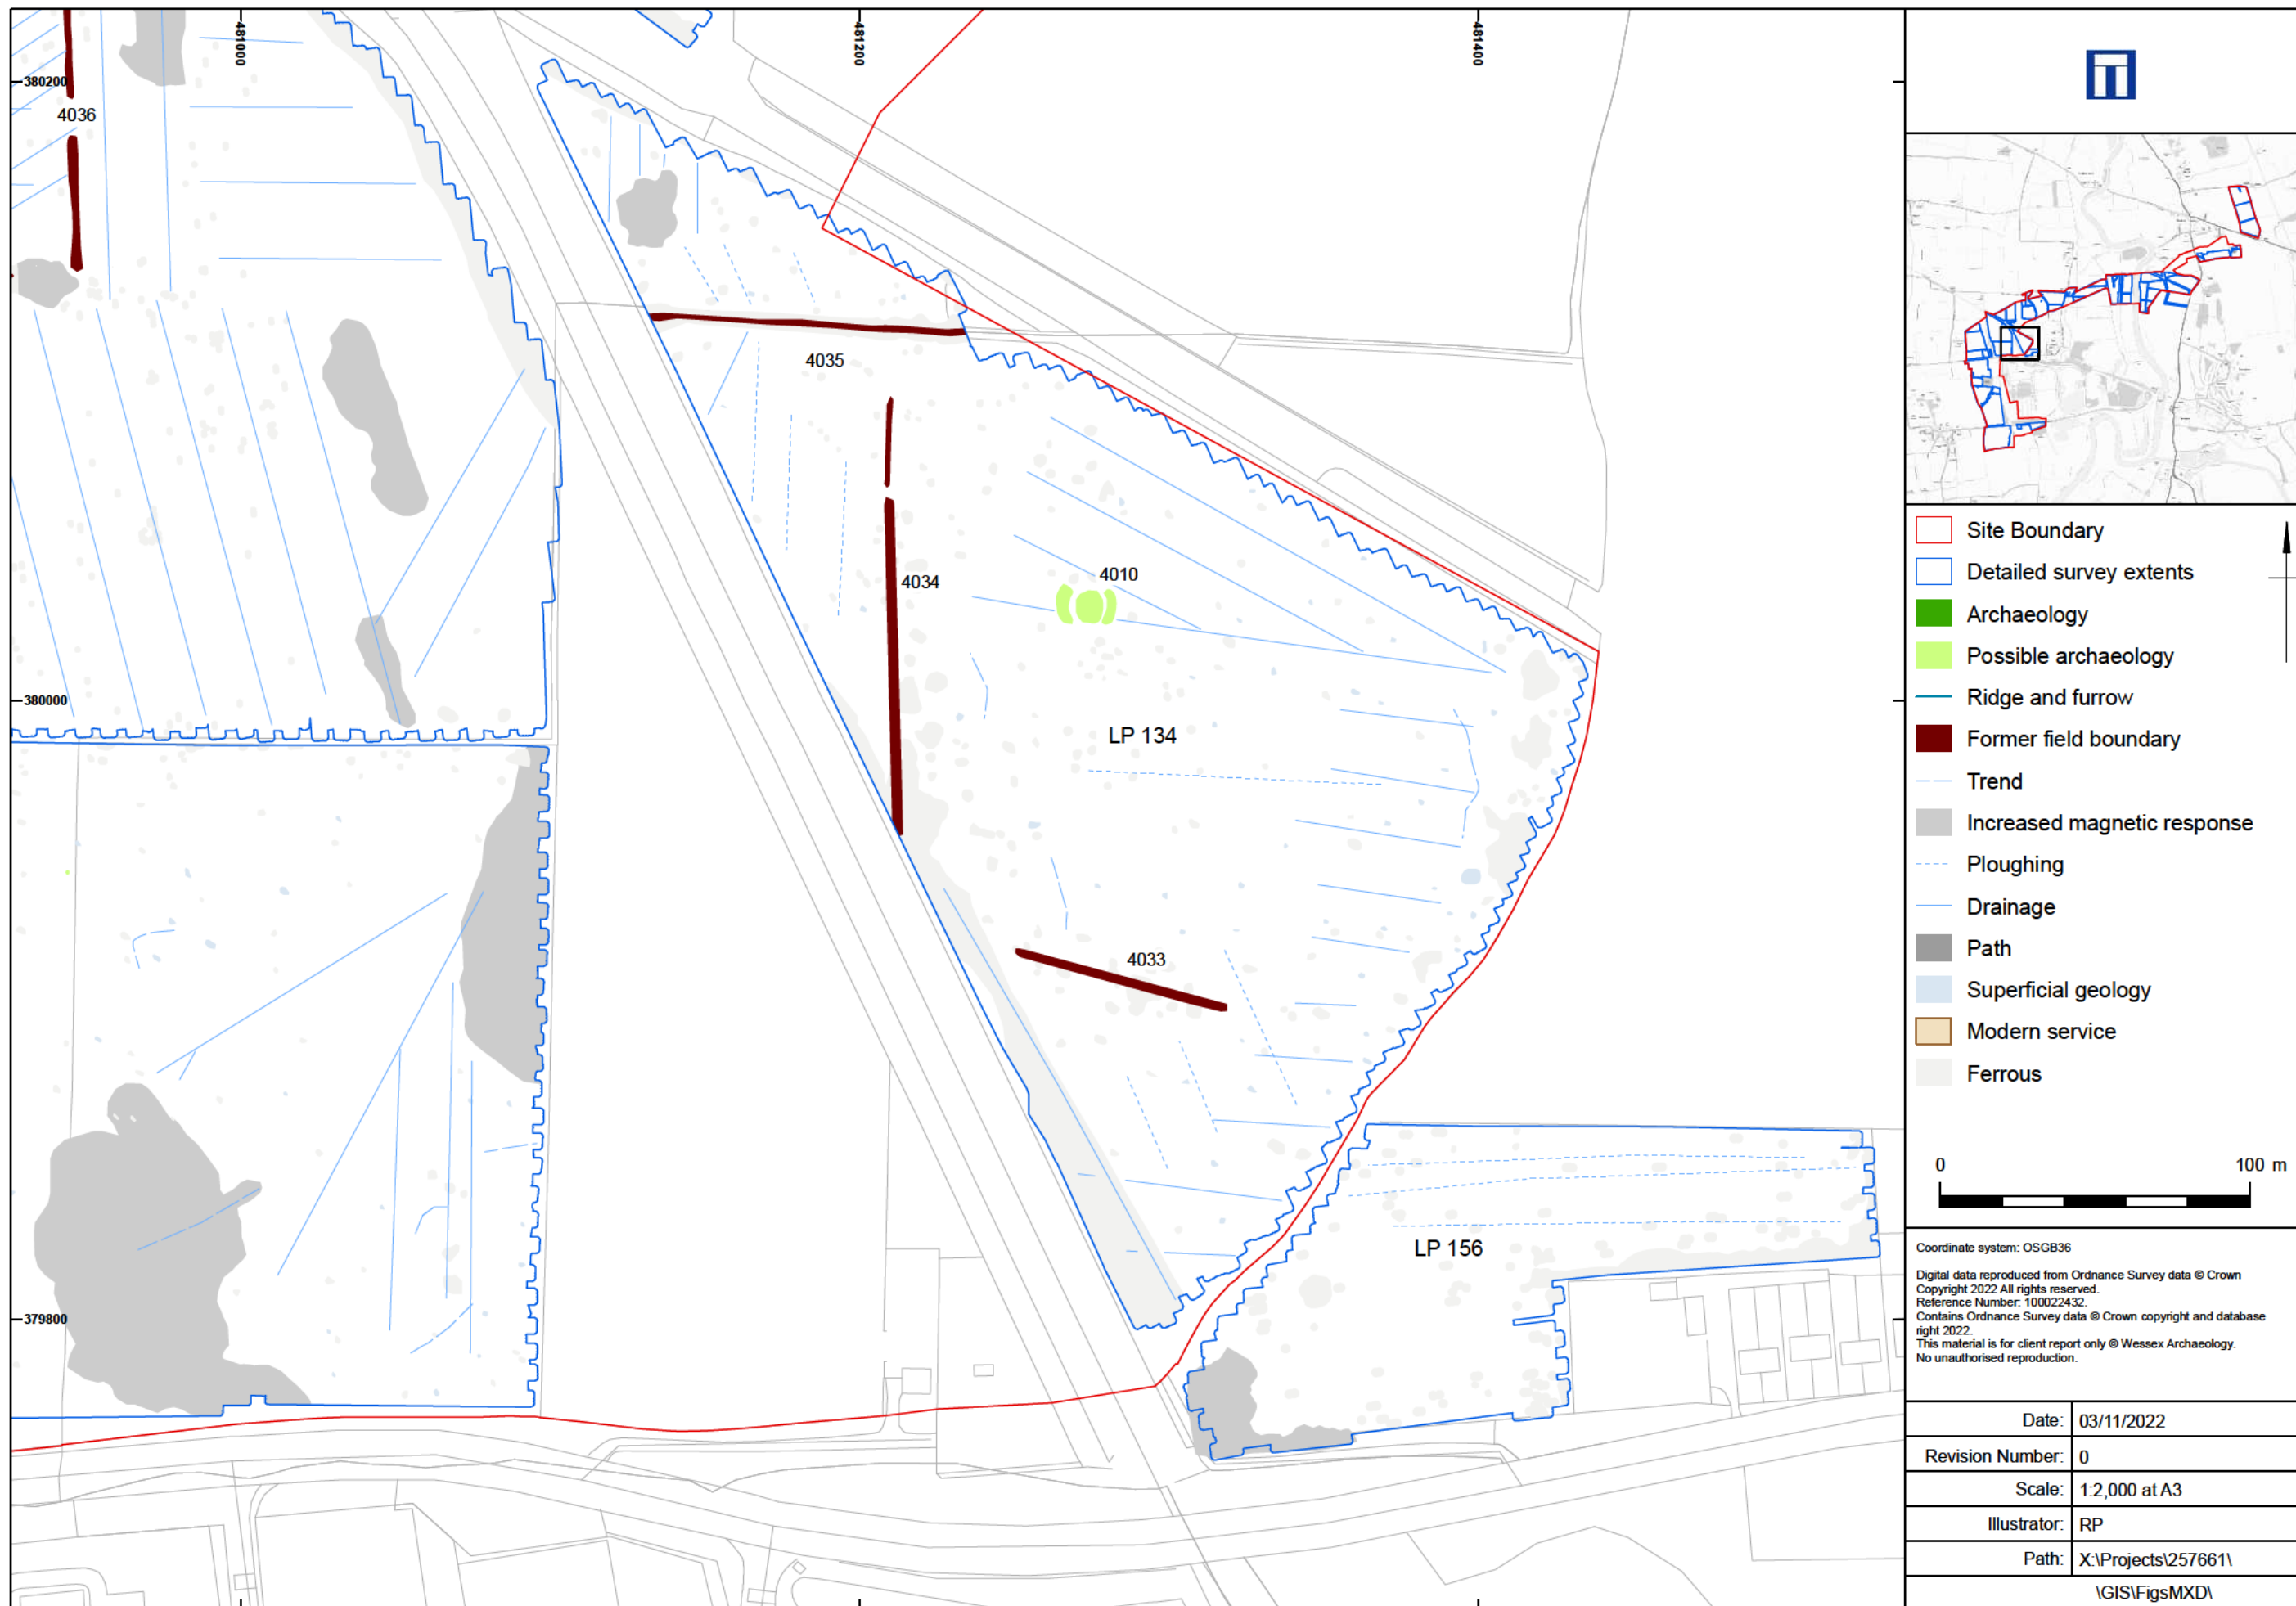 481000
481200
481400
380200
4036
4035
4034
4010
380000
LP 134
4033
LP 156
379800
Site Boundary
Detailed survey extents
Archaeology
Possible archaeology
Ridge and furrow
Former field boundary
Trend
Increased magnetic response
Ploughing
Drainage
Path
Superficial geology
Modern service
Ferrous
0 100 m
Coordinate system: OSGB36
Digital data reproduced from Ordnance Survey data © Crown
Copyright 2022 All rights reserved.
Reference Number: 100022432.
Contains Ordnance Survey data © Crown copyright and database
right 2022.
This material is for client report only © Wessex Archaeology.
No unauthorised reproduction.
Date: 03/11/2022
Revision Number: 0
Scale: 1:2,000 at A3
Illustrator: RP
Path: X:\Projects\257661\
\GIS\FigsMXD\